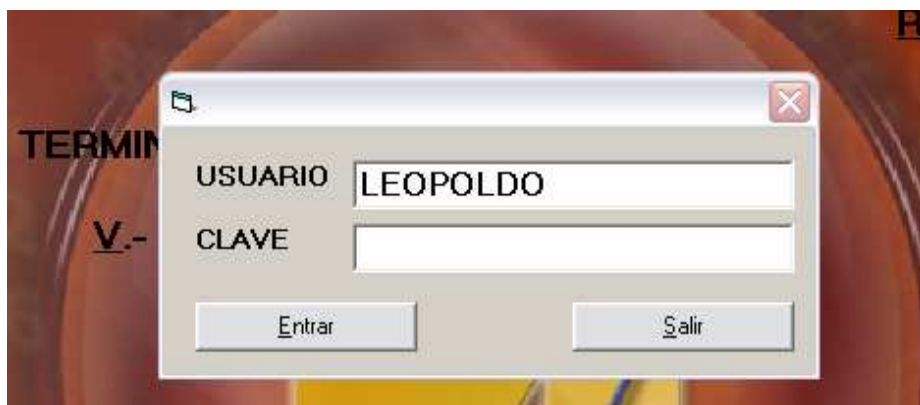 R
TERMIN
USUARIO LEOPOLDO
V.- CLAVE
Entrar Salir